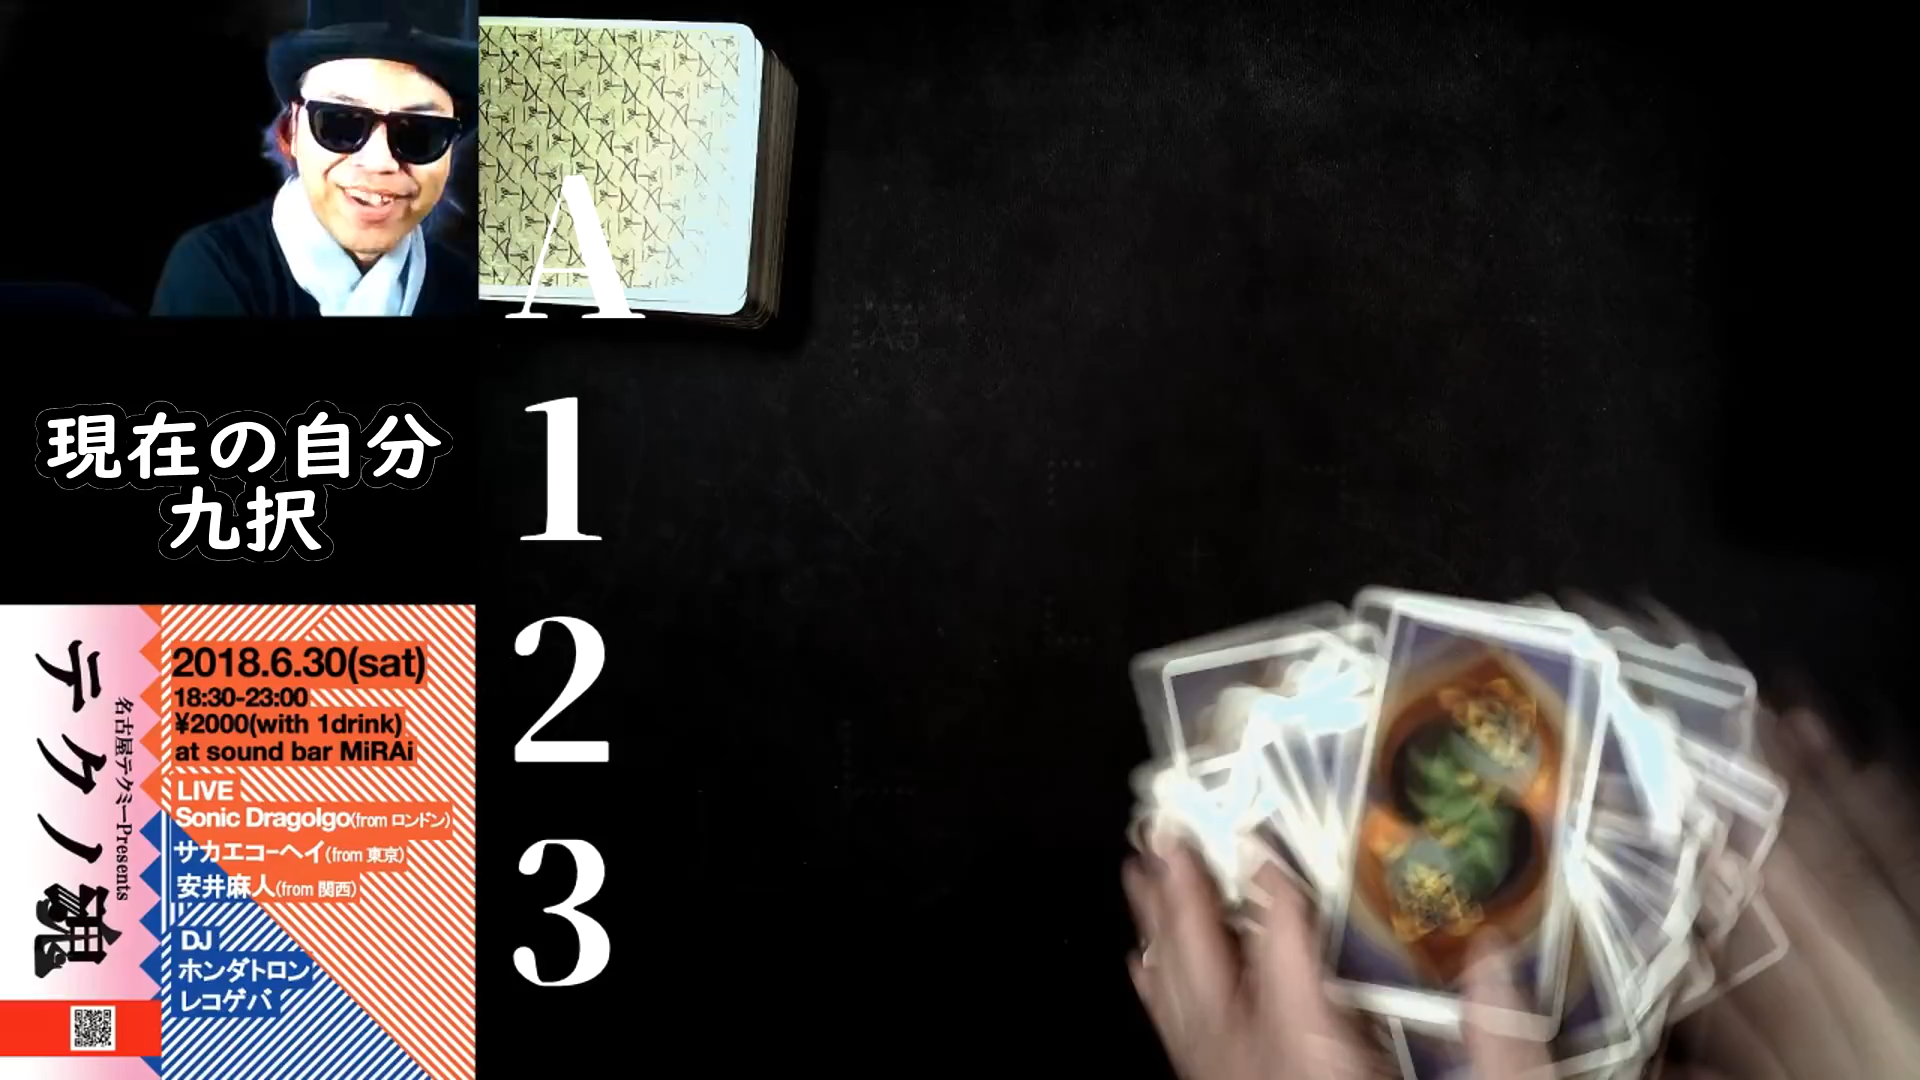 A
1
2
3
現在の自分
九択
テクノ魂
名古屋テクミーPresents
2018.6.30(sat)
18:30-23:00
¥2000(with 1drink)
at sound bar MiRAi
LIVE
Sonic Dragolgo(from ロンドン)
サカエコーヘイ(from 東京)
安井麻人(from 関西)
DJ
ホンダトロン
レコゲバ